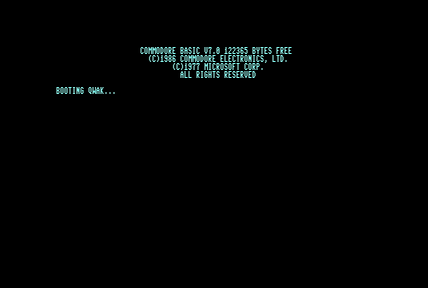 COMMODORE BASIC V7.0 122365 BYTES FREE
(C)1986 COMMODORE ELECTRONICS, LTD.
(C)1977 MICROSOFT CORP.
ALL RIGHTS RESERVED
BOOTING QWAK...